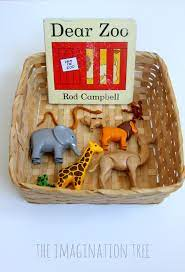 Dear Zoo
Rod Campbell
THE IMAGINATION TREE